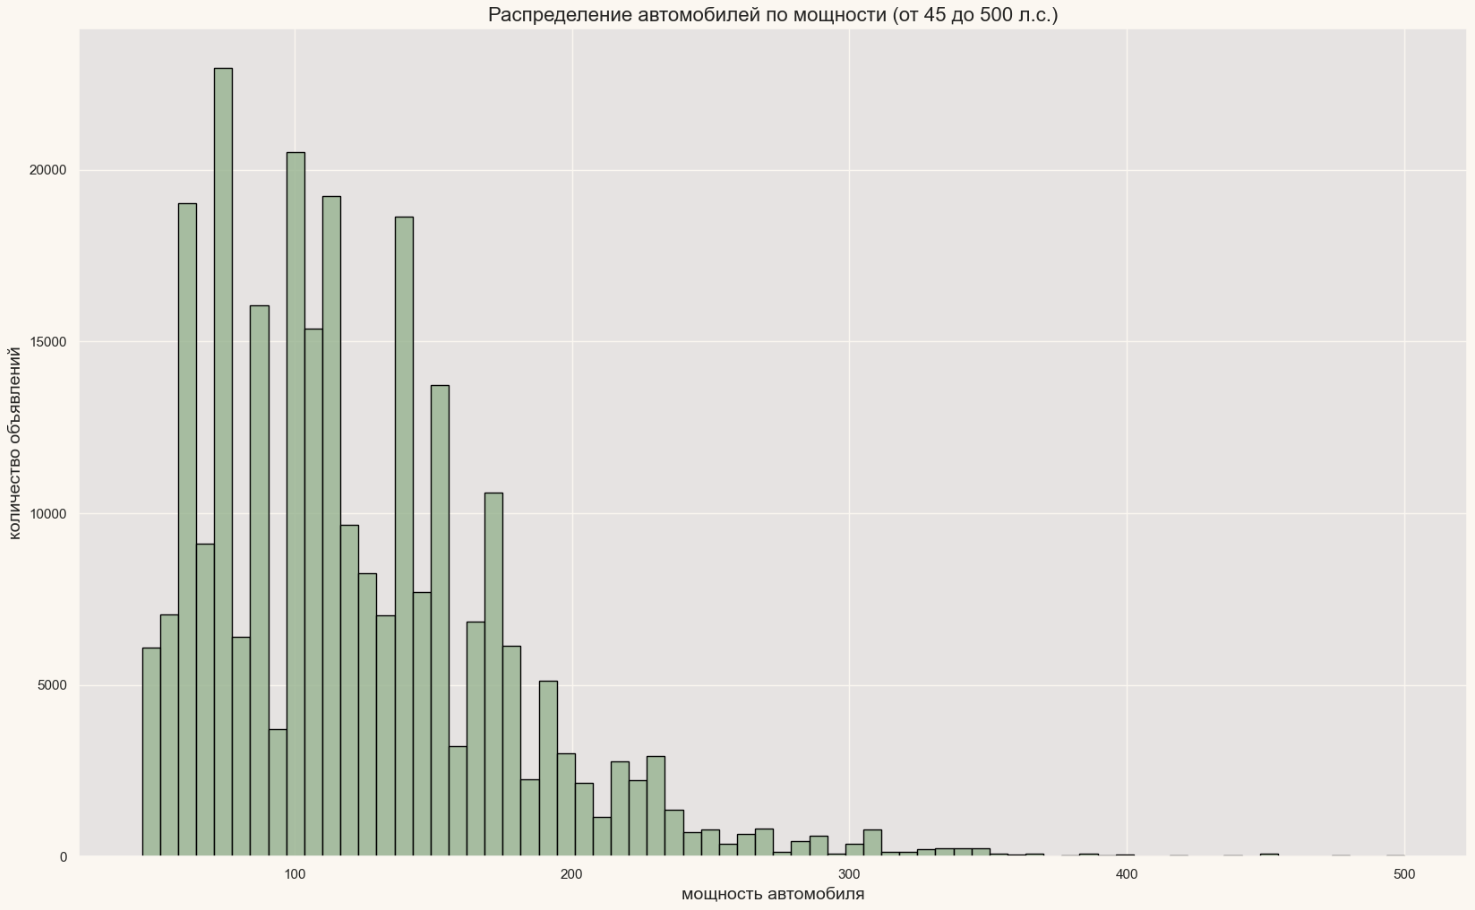 Распределение автомобилей по мощности (от 45 до 500 л.с.)
количество объявлений
20000
15000
10000
5000
0
100 200 300 400 500
мощность автомобиля